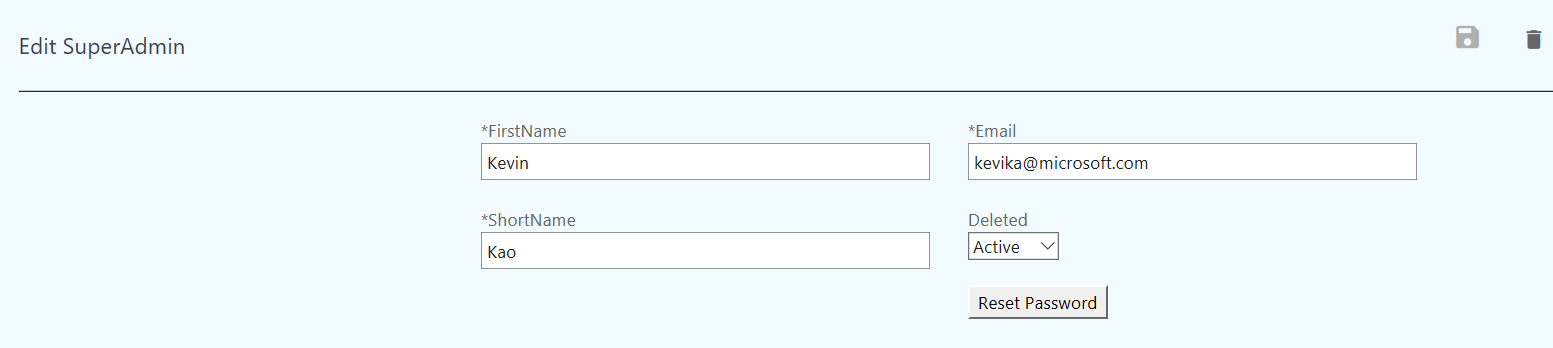 Edit SuperAdmin
*FirstName
Kevin
*Email
kevika@microsoft.com
*ShortName
Kao
Deleted
Active
Reset Password